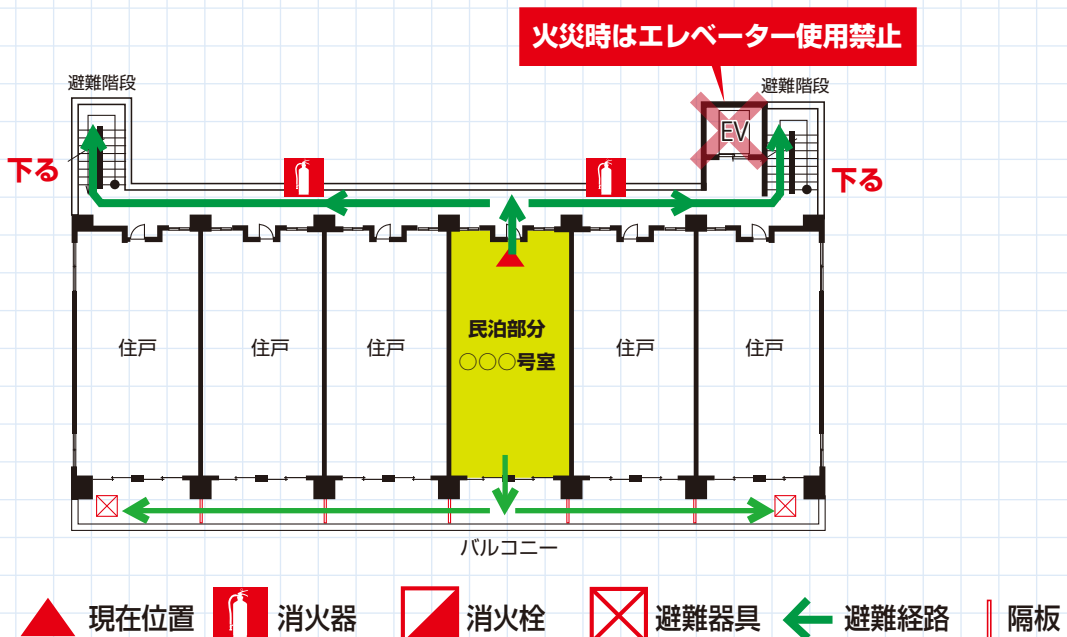 火災時はエレベーター使用禁止
避難階段
避難階段
EV
下る
下る
民泊部分
○○○号室
住戸
住戸
住戸
住戸
住戸
バルコニー
現在位置
消火器
消火栓
避難器具
避難経路
隔板